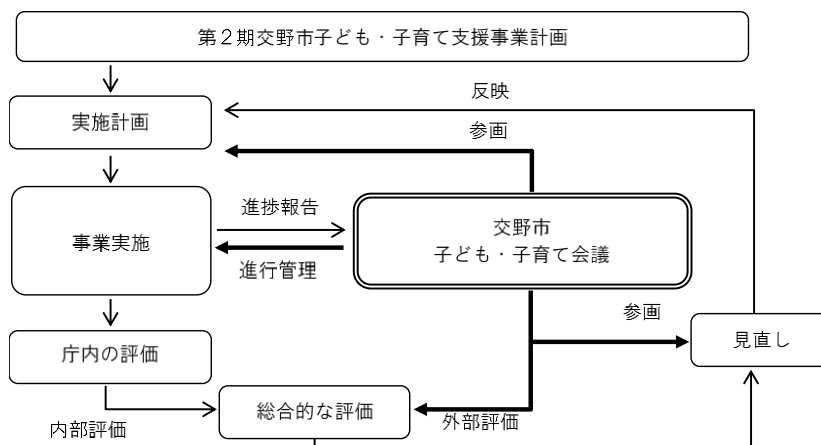 第２期交野市子ども・子育て支援事業計画
反映
実施計画
参画
進捗報告
交野市
子ども・子育て会議
事業実施
進行管理
参画
庁内の評価
見直し
総合的な評価
外部評価
内部評価